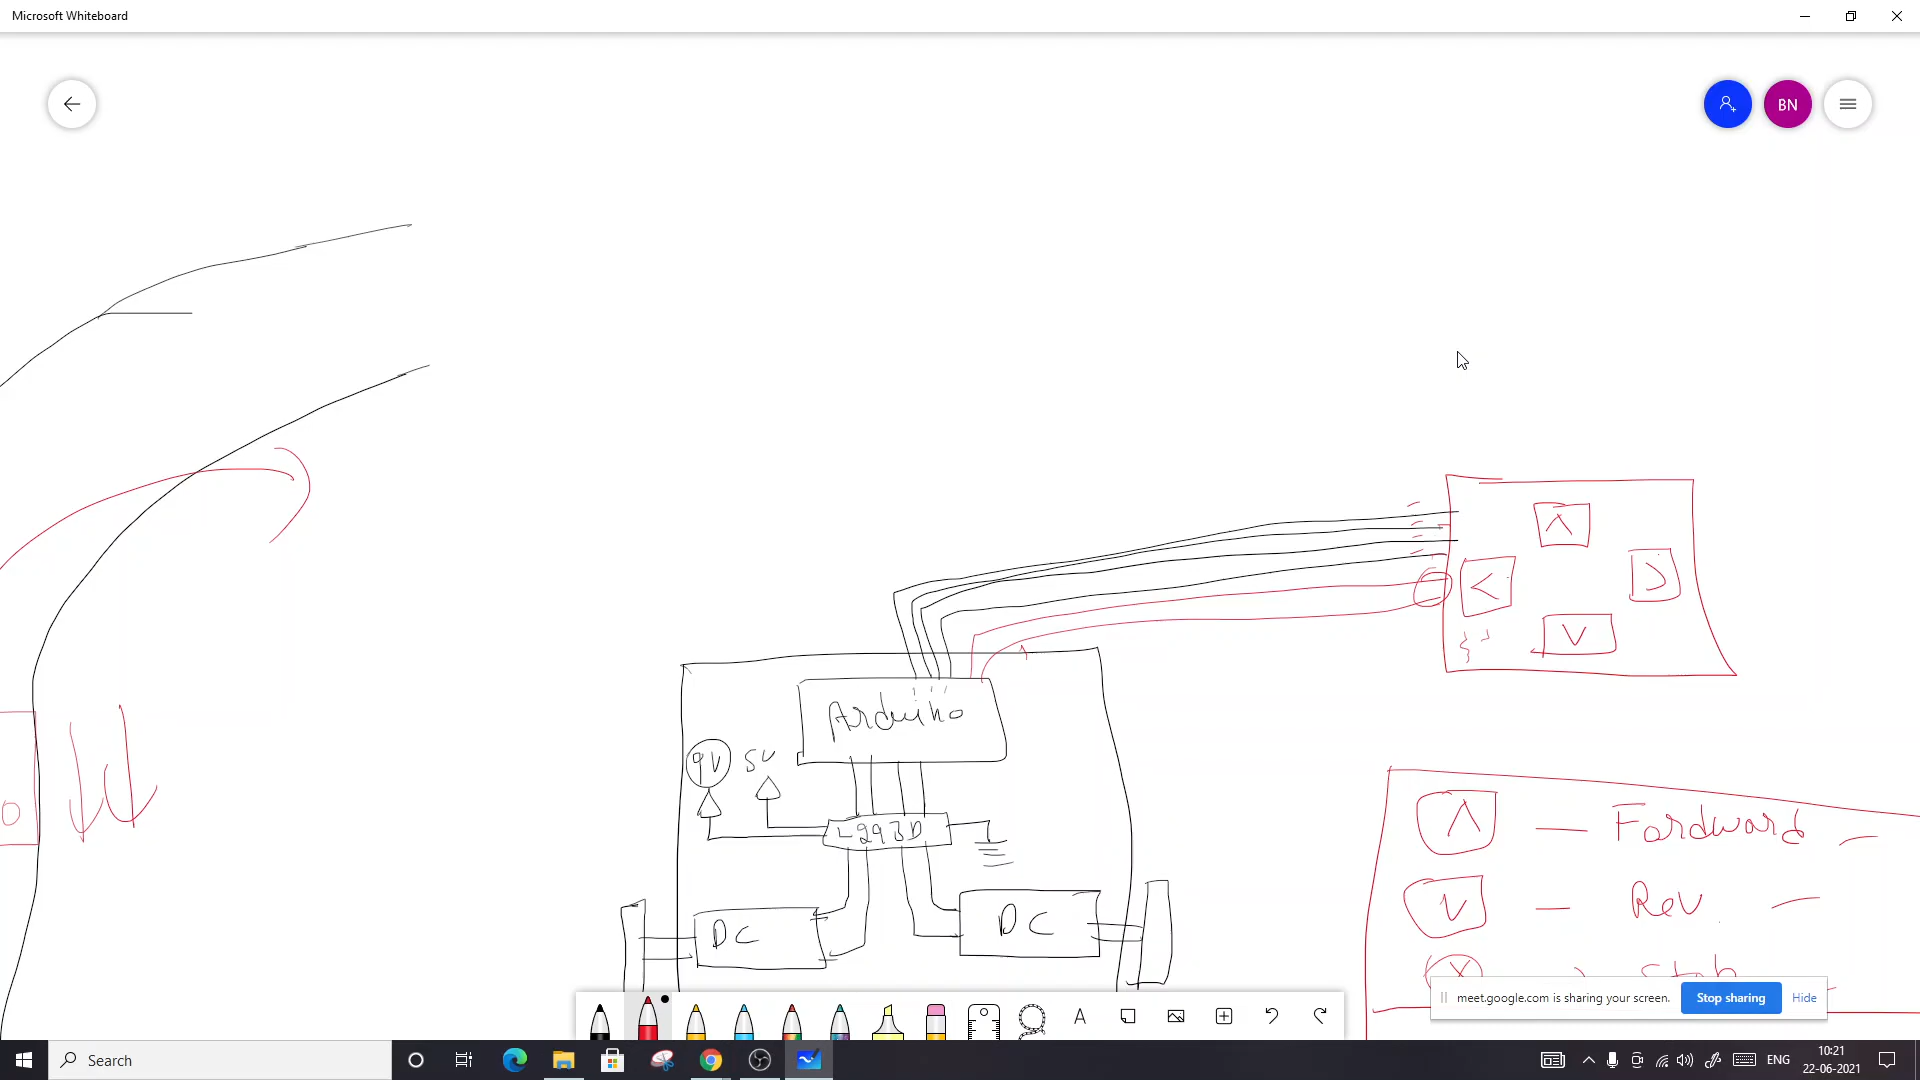 Microsoft Whiteboard
BN
Λ
<
>
V
Arduino
9V 5V
L293D
DC
DC
Λ — Fordward —
V — Rev. —
X
Stop
meet.google.com is sharing your screen. Stop sharing Hide
A
Search
ENG
10:21
22-06-2021